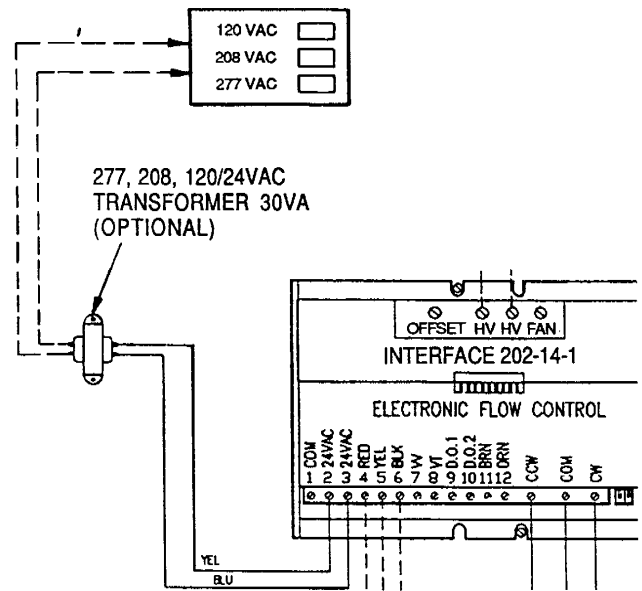 120 VAC
208 VAC
277 VAC
277, 208, 120/24VAC
TRANSFORMER 30VA
(OPTIONAL)
OFFSET HV HV FAN
INTERFACE 202-14-1
ELECTRONIC FLOW CONTROL
COM 24VAC 24VAC RED YEL BLK VV VT D.O.1 D.O.2 BRN ORN CCW COM CW
1 2 3 4 5 6 7 8 9 10 11 12
YEL
BLU